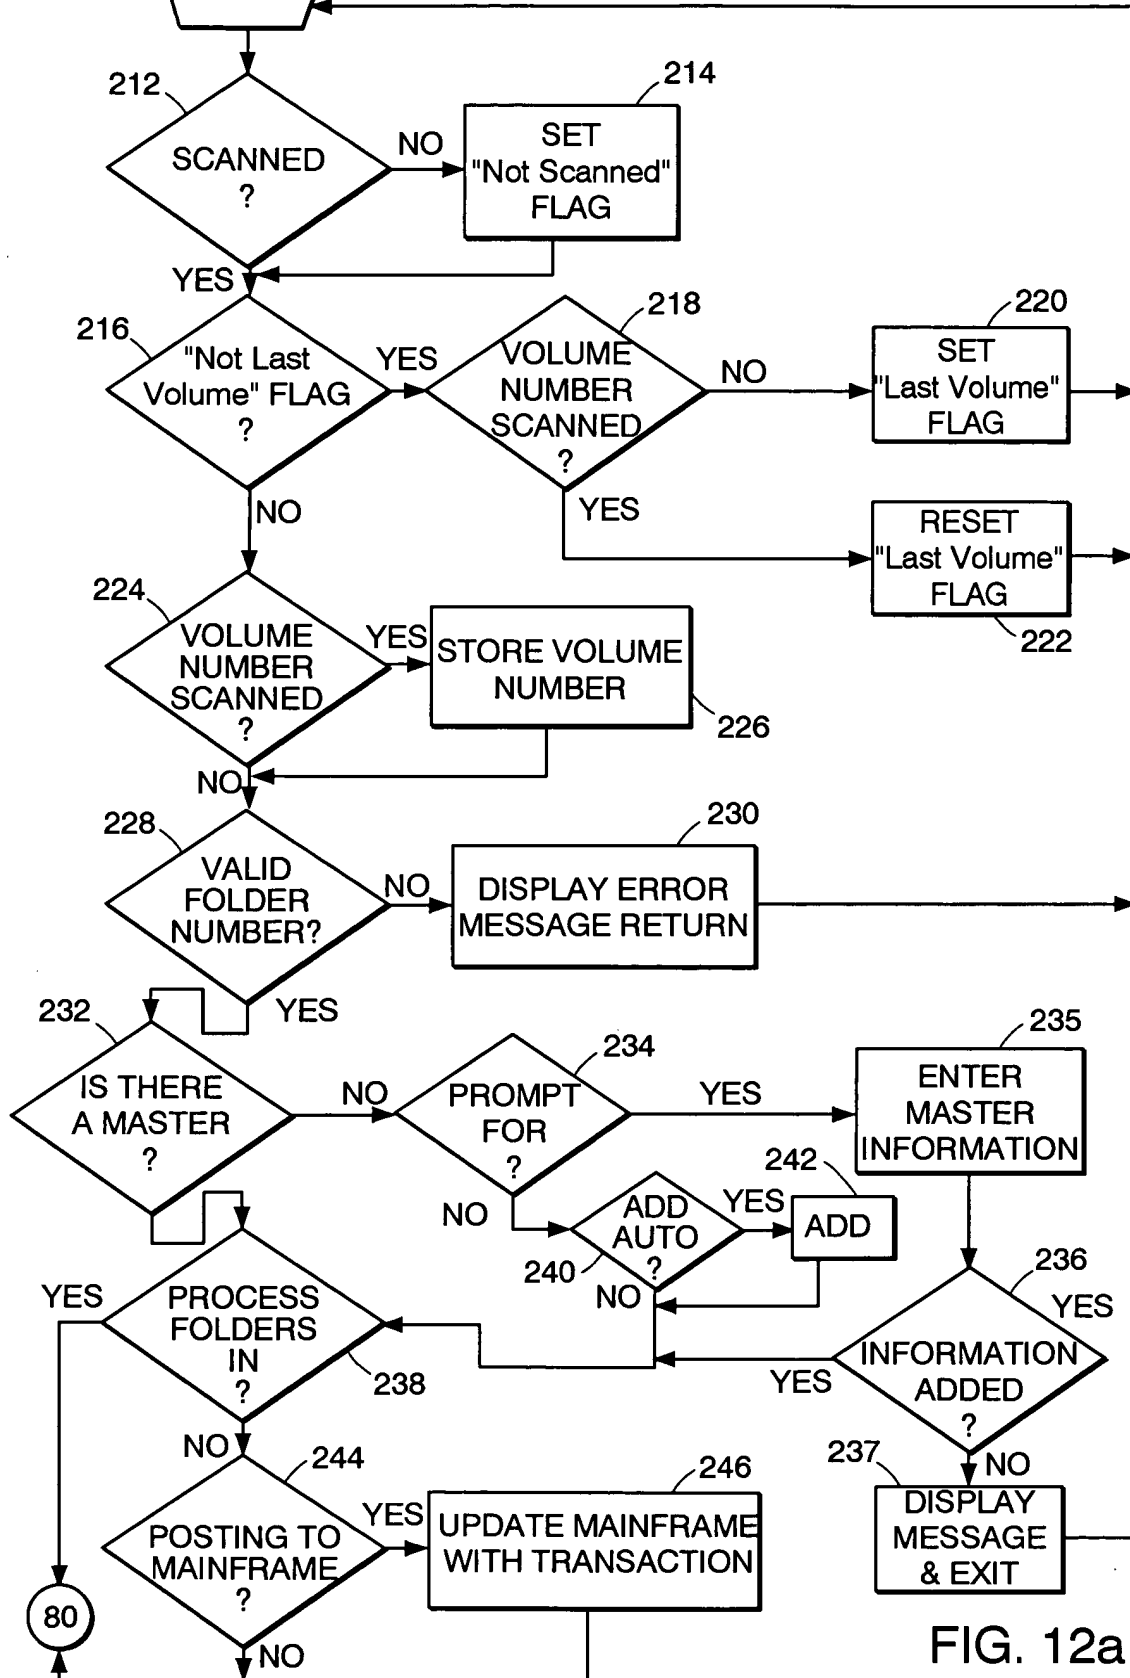 212
SCANNED
?
NO
214
SET
"Not Scanned"
FLAG
YES
216
"Not Last
Volume" FLAG
?
YES
218
VOLUME
NUMBER
SCANNED
?
NO
220
SET
"Last Volume"
FLAG
YES
RESET
"Last Volume"
FLAG
222
NO
224
VOLUME
NUMBER
SCANNED
?
YES
STORE VOLUME
NUMBER
226
NO
228
VALID
FOLDER
NUMBER?
NO
230
DISPLAY ERROR
MESSAGE RETURN
YES
232
IS THERE
A MASTER
?
NO
234
PROMPT
FOR
?
YES
235
ENTER
MASTER
INFORMATION
NO
240
ADD
AUTO
?
YES
242
ADD
NO
236
YES
INFORMATION
ADDED
?
YES
YES
PROCESS
FOLDERS
IN
?
238
NO
237
NO
DISPLAY
MESSAGE
& EXIT
244
POSTING TO
MAINFRAME
?
YES
246
UPDATE MAINFRAME
WITH TRANSACTION
80
NO
FIG. 12a